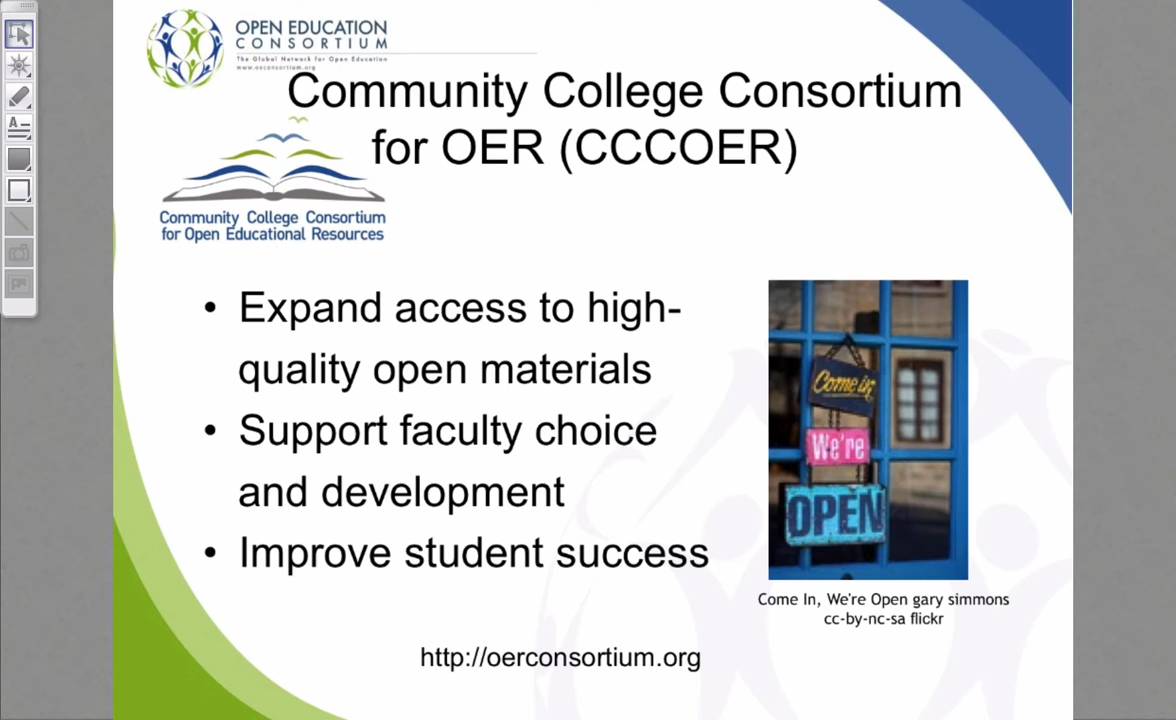 OPEN EDUCATION
CONSORTIUM
The Global Network for Open Education
www.oeconsortium.org
Community College Consortium
for OER (CCCOER)
Community College Consortium
for Open Educational Resources
• Expand access to high-
quality open materials
• Support faculty choice
and development
• Improve student success
Come in
We're
OPEN
Come In, We're Open gary simmons
cc-by-nc-sa flickr
http://oerconsortium.org